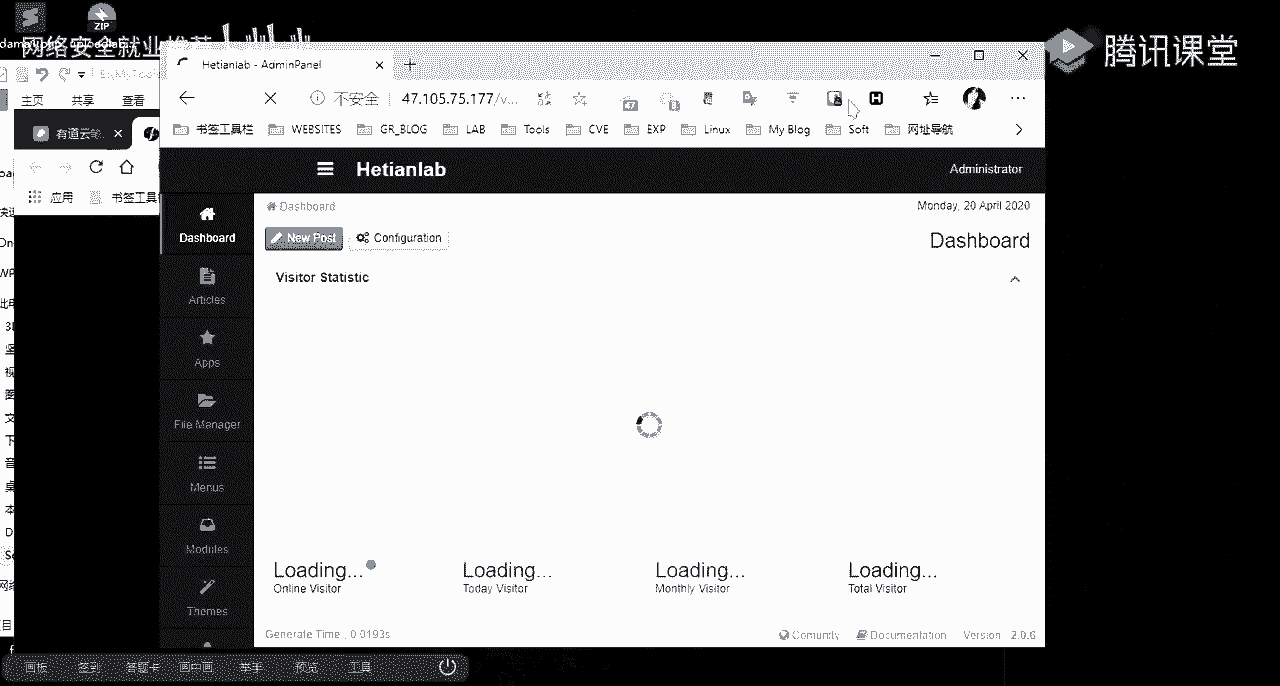 ZIP
网络安全就业推荐
腾讯课堂
Hetianlab - AdminPanel
不安全 47.105.75.177/v...
主页 共享 查看
书签工具栏 WEBSITES GR_BLOG LAB Tools CVE EXP Linux My Blog Soft 网址导航
应用 书签工具
Hetianlab
Administrator
Dashboard
Monday, 20 April 2020
New Post Configuration
Dashboard
Visitor Statistic
Dashboard
Articles
Apps
File Manager
Menus
Modules
Themes
Loading... Loading... Loading... Loading...
Online Visitor Today Visitor Monthly Visitor Total Visitor
Generate Time : 0.0193s
Comunity Documentation Version 2.0.6
画板 签到 答题卡 画中画 举手 预览 工具